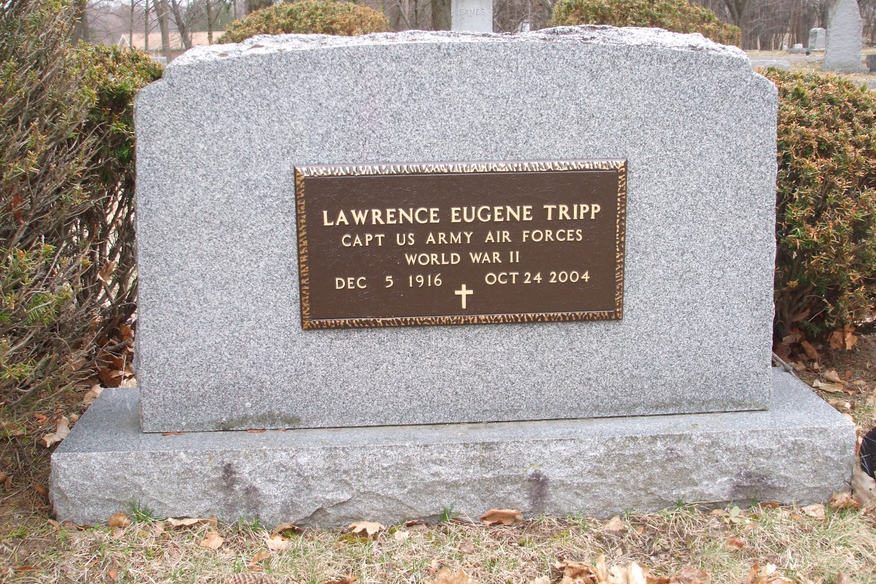 LAWRENCE EUGENE TRIPP
CAPT US ARMY AIR FORCES
WORLD WAR II
DEC 5 1916 OCT 24 2004